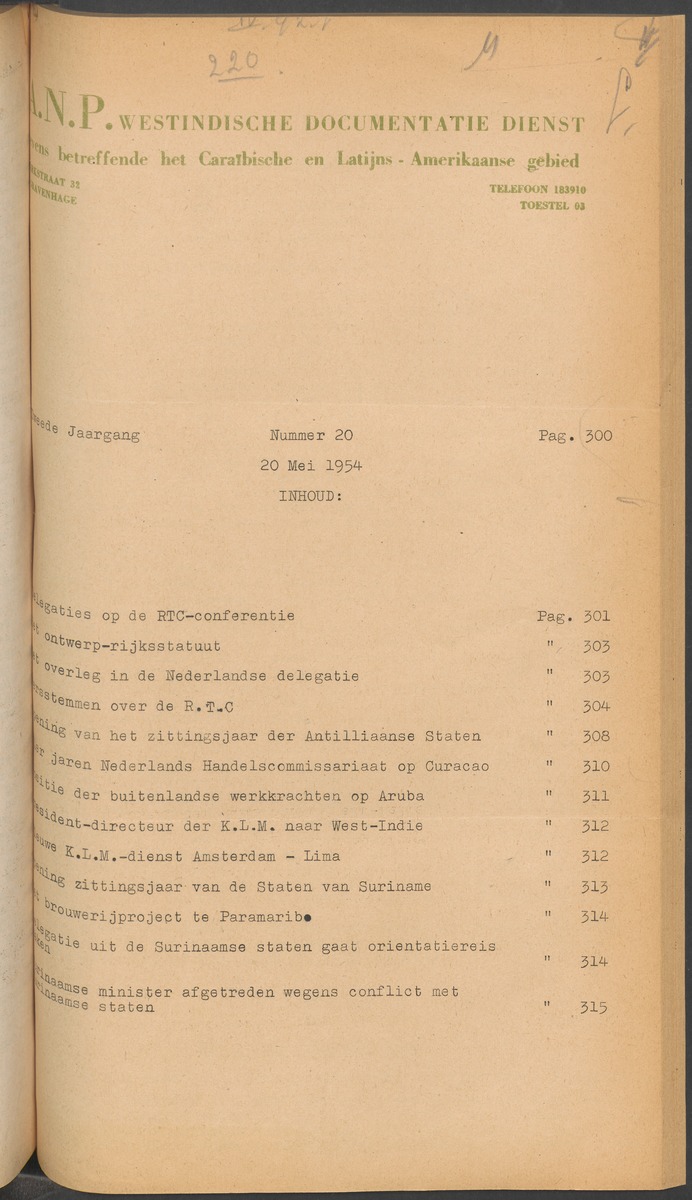 220
A.N.P. WESTINDISCHE DOCUMENTATIE DIENST
betreffende het Caraïbische en Latijns - Amerikaanse gebied
TELEFOON 183910
TOESTEL 03
32
Jaargang Nummer 20 Pag. 300
20 Mei 1954
INHOUD:
op de RTC-conferentie Pag. 301
ontwerp-rijksstatuut " 303
overleg in de Nederlandse delegatie " 303
over de R.T.C " 304
van het zittingsjaar der Antilliaanse Staten " 308
jaren Nederlands Handelscommissariaat op Curacao " 310
der buitenlandse werkkrachten op Aruba " 311
sident-directeur der K.L.M. naar West-Indie " 312
K.L.M.-dienst Amsterdam - Lima " 312
zittingsjaar van de Staten van Suriname " 313
brouwerijproject te Paramaribo " 314
uit de Surinaamse staten gaat orientatiereis
" 314
minister afgetreden wegens conflict met
staten " 315